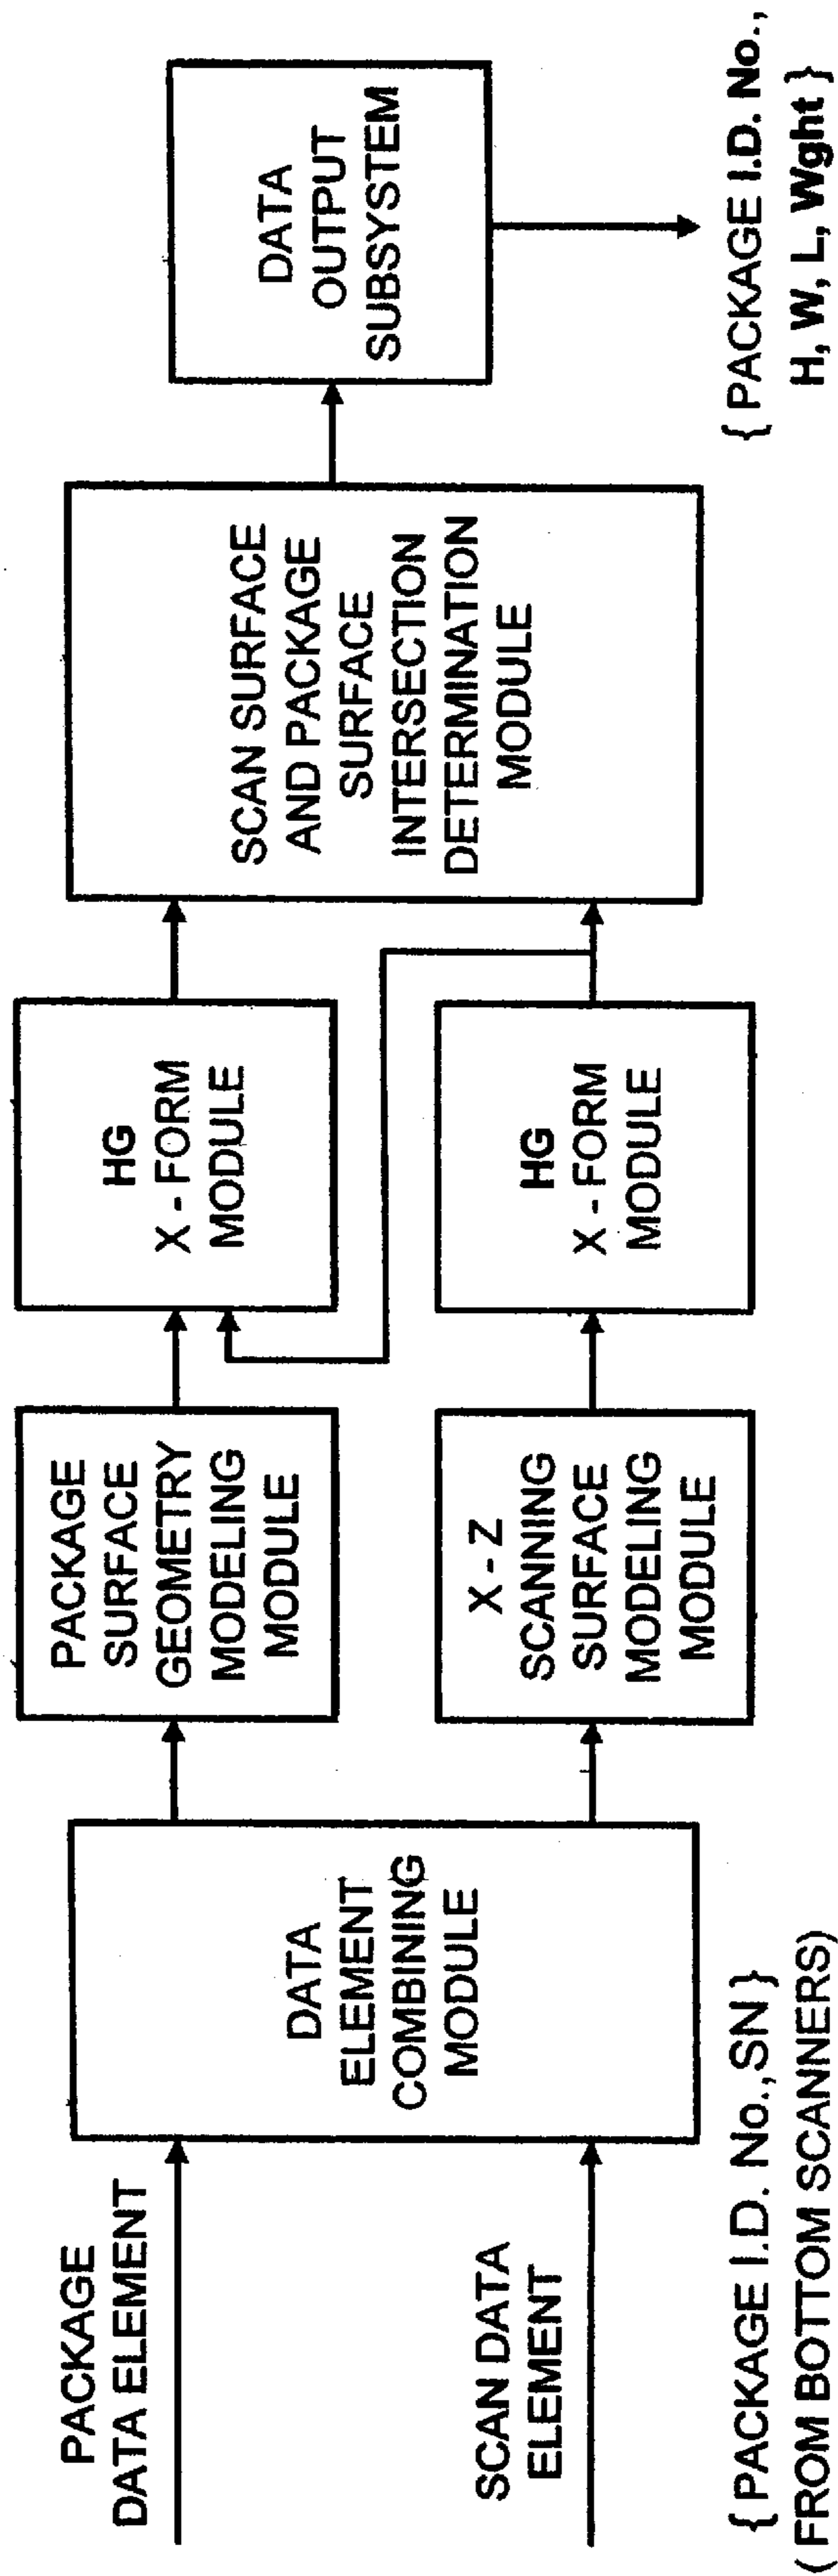 PACKAGE
DATA ELEMENT
SCAN DATA
ELEMENT
{ PACKAGE I.D. No.,SN }
( FROM BOTTOM SCANNERS)
DATA
ELEMENT
COMBINING
MODULE
PACKAGE
SURFACE
GEOMETRY
MODELING
MODULE
X - Z
SCANNING
SURFACE
MODELING
MODULE
HG
X - FORM
MODULE
HG
X - FORM
MODULE
SCAN SURFACE
AND PACKAGE
SURFACE
INTERSECTION
DETERMINATION
MODULE
DATA
OUTPUT
SUBSYSTEM
{ PACKAGE I.D. No.,
H, W, L, Wght }